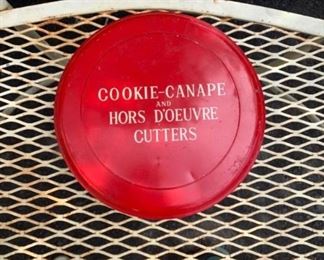 COOKIE-CANAPE
AND
HORS D'OEUVRE
CUTTERS